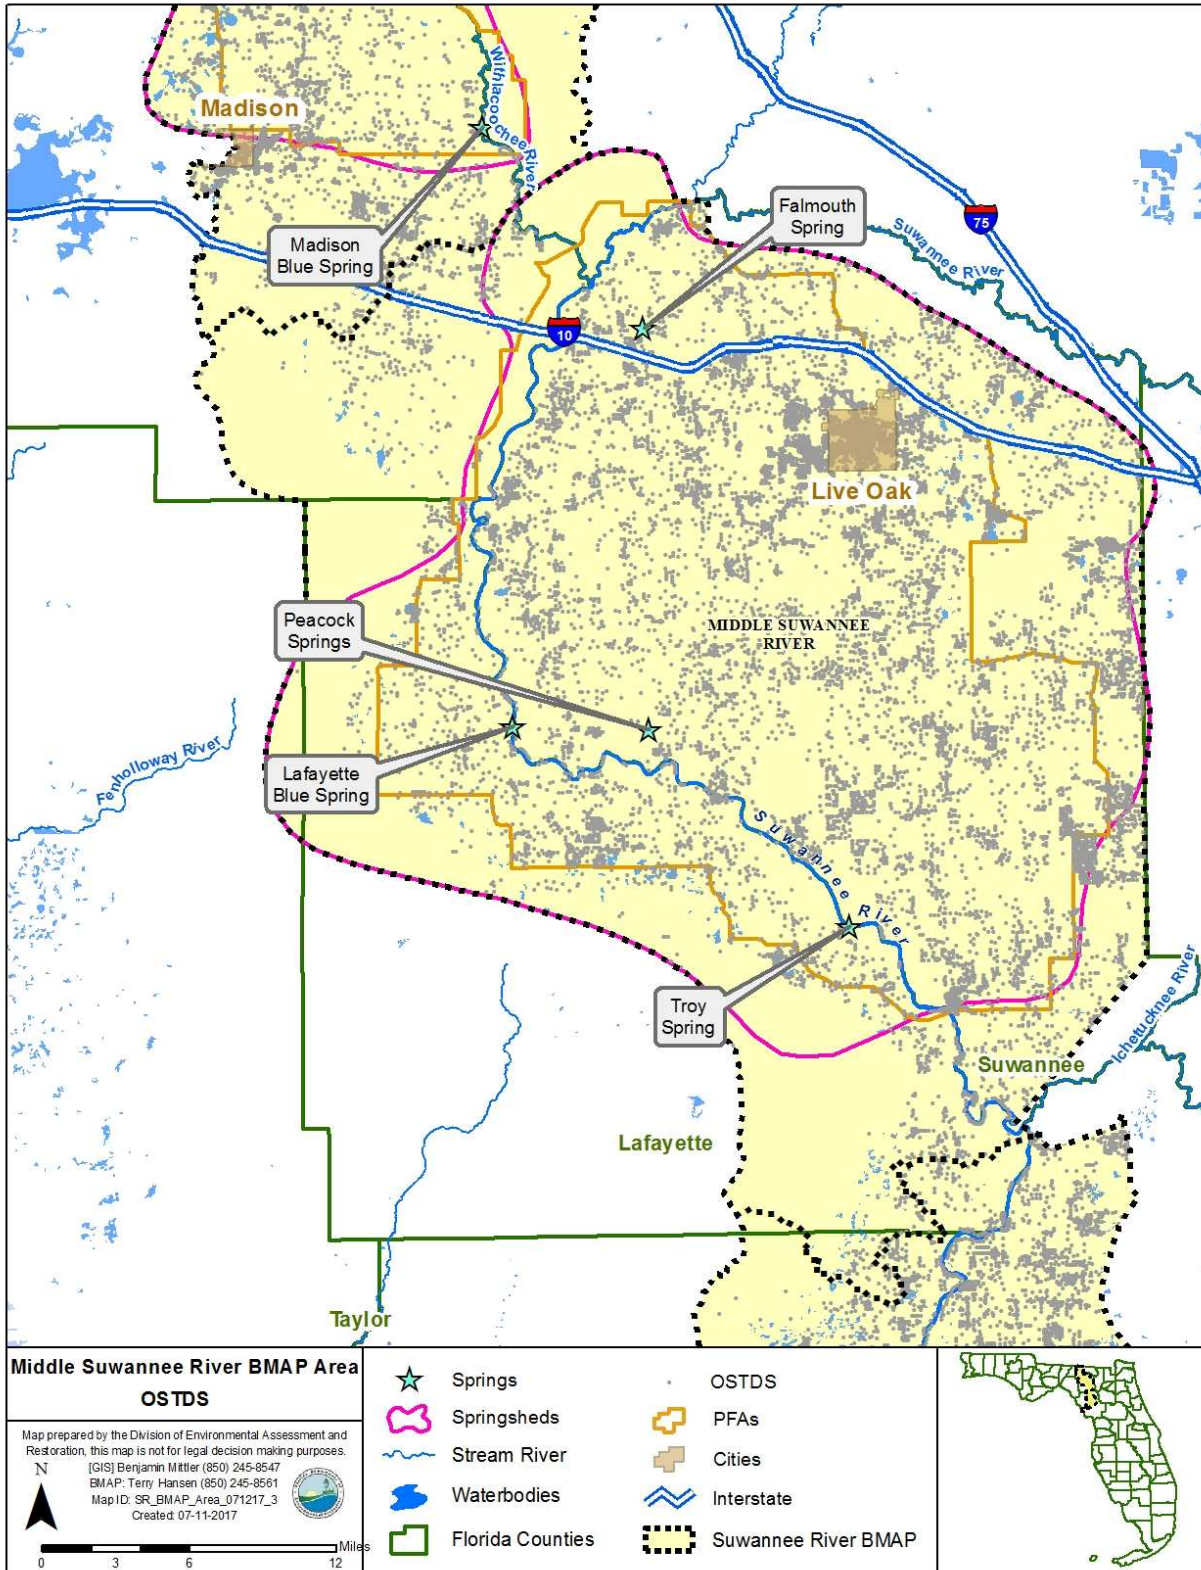 Withlacoochee River
Madison
Madison
Blue Spring
Falmouth
Spring
75
Suwannee River
10
Live Oak
Peacock
Springs
MIDDLE SUWANNEE
RIVER
Fenholloway River
Lafayette
Blue Spring
Suwannee River
Troy
Spring
Ichetucknee River
Suwannee
Lafayette
Taylor
Middle Suwannee River BMAP Area
OSTDS
Map prepared by the Division of Environmental Assessment and
Restoration, this map is not for legal decision making purposes.
N
[GIS] Benjamin Mittler (850) 245-8547
BMAP: Terry Hansen (850) 245-8561
Map ID: SR_BMAP_Area_071217_3
Created: 07-11-2017
Miles
0 3 6 12
Springs
Springsheds
Stream River
Waterbodies
Florida Counties
OSTDS
PFAs
Cities
Interstate
Suwannee River BMAP